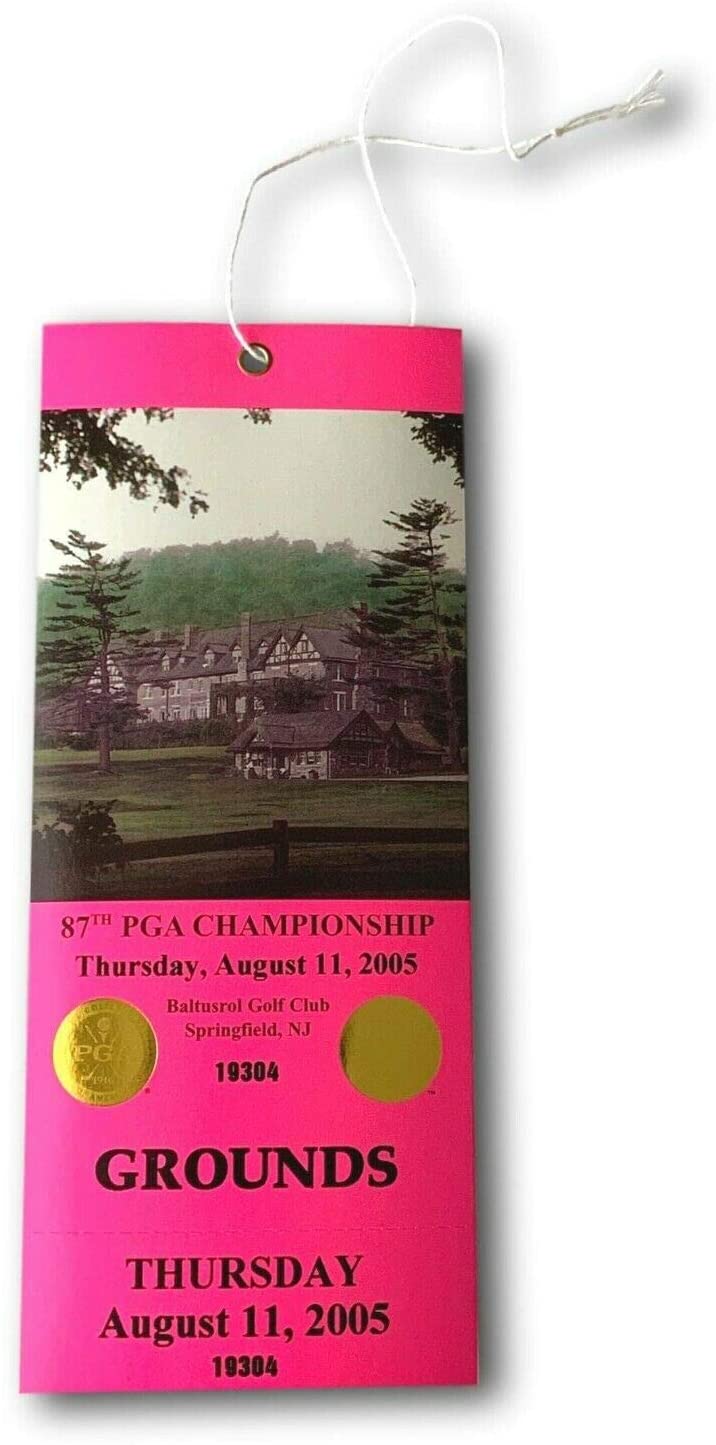 87TH PGA CHAMPIONSHIP
Thursday, August 11, 2005
Baltusrol Golf Club
Springfield, NJ
PGA
19304
GROUNDS
THURSDAY
August 11, 2005
19304